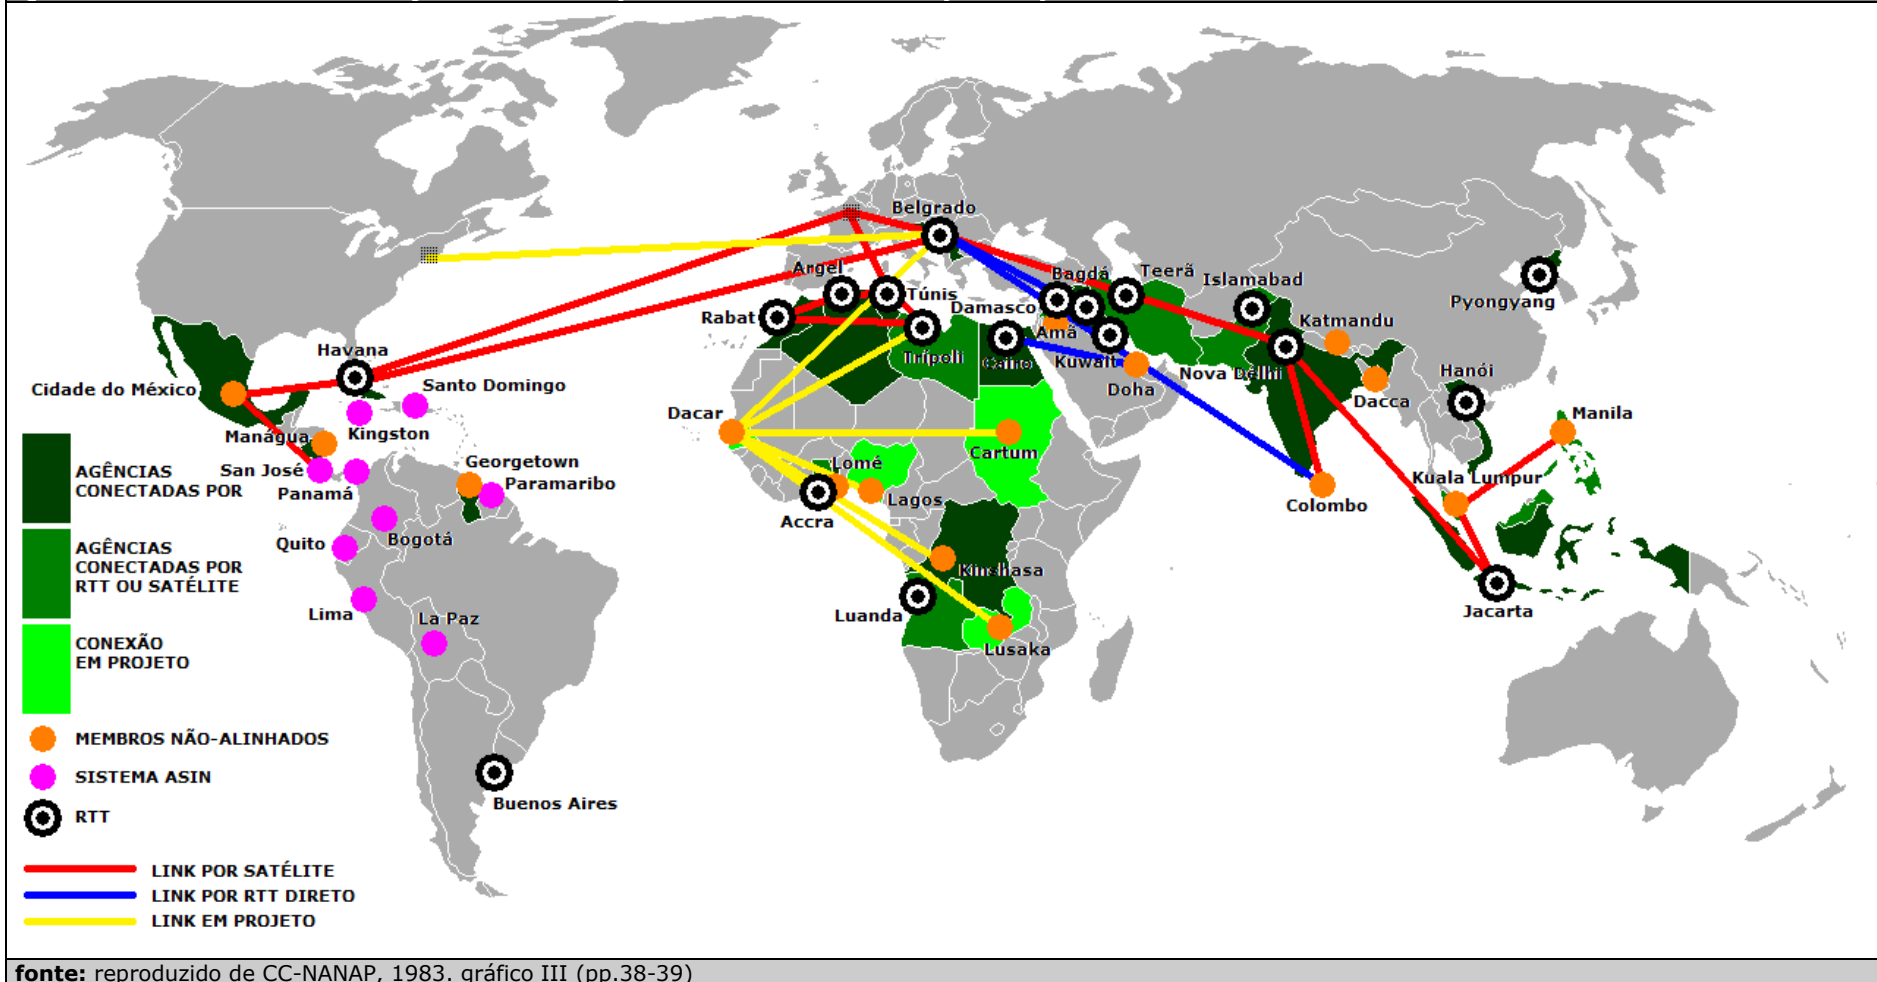 Belgrado
Argel
Túnis
Rabat
Trípoli
Damasco
Bagdá
Teerã
Amã
Cairo
Kuwait
Doha
Islamabad
Katmandu
Nova Délhi
Dacca
Hanói
Pyongyang
Manila
Kuala Lumpur
Colombo
Jacarta
Havana
Santo Domingo
Cidade do México
Kingston
Manágua
San José
Panamá
Georgetown
Paramaribo
Bogotá
Quito
Lima
La Paz
Buenos Aires
Dacar
Cartum
Lomé
Lagos
Accra
Kinshasa
Luanda
Lusaka
AGÊNCIAS
CONECTADAS POR
AGÊNCIAS
CONECTADAS POR
RTT OU SATÉLITE
CONEXÃO
EM PROJETO
MEMBROS NÃO-ALINHADOS
SISTEMA ASIN
RTT
LINK POR SATÉLITE
LINK POR RTT DIRETO
LINK EM PROJETO
fonte: reproduzido de CC-NANAP, 1983. gráfico III (pp.38-39)